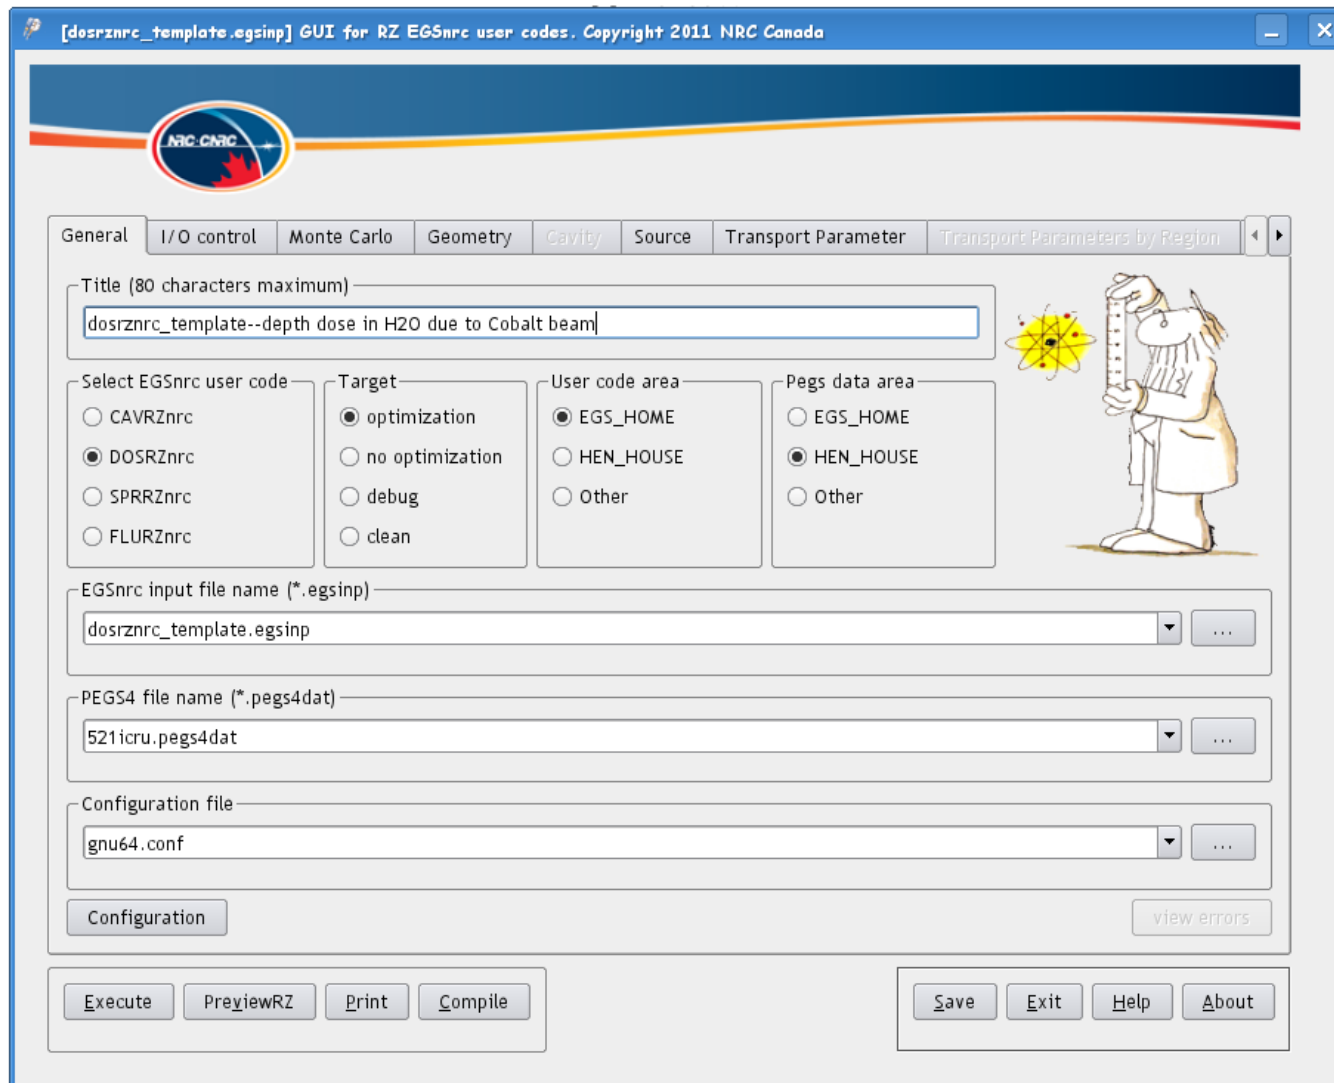 [dosrznrc_template.egsinp] GUI for RZ EGSnrc user codes. Copyright 2011 NRC Canada
NRC·CNRC
General I/O control Monte Carlo Geometry Cavity Source Transport Parameter Transport Parameters by Region
Title (80 characters maximum)
dosrznrc_template--depth dose in H2O due to Cobalt beam
Select EGSnrc user code Target User code area Pegs data area
CAVRZnrc optimization EGS_HOME EGS_HOME
DOSRZnrc no optimization HEN_HOUSE HEN_HOUSE
SPRRZnrc debug Other Other
FLURZnrc clean
EGSnrc input file name (*.egsinp)
dosrznrc_template.egsinp ...
PEGS4 file name (*.pegs4dat)
521icru.pegs4dat ...
Configuration file
gnu64.conf ...
Configuration view errors
Execute PreviewRZ Print Compile Save Exit Help About